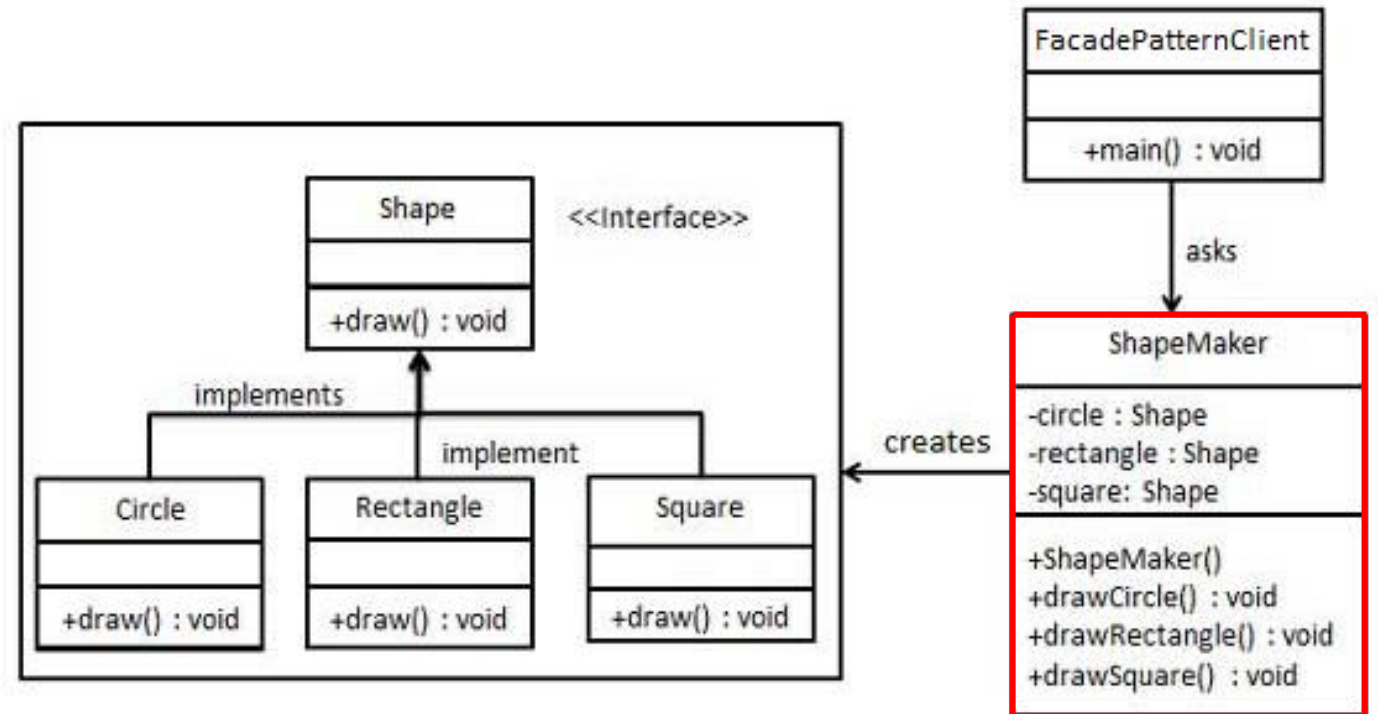 FacadePatternClient
+main() : void
asks
Shape
<<Interface>>
+draw() : void
implements
implement
Circle
+draw() : void
Rectangle
+draw() : void
Square
+draw() : void
creates
ShapeMaker
-circle : Shape
-rectangle : Shape
-square: Shape
+ShapeMaker()
+drawCircle() : void
+drawRectangle() : void
+drawSquare() : void